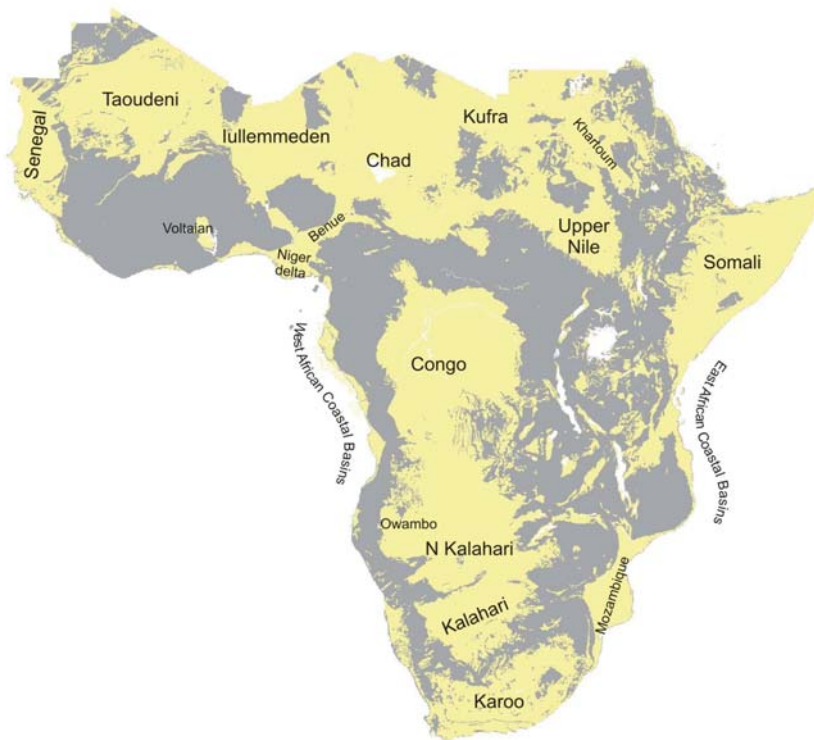 Taoudeni
Senegal
Iullemmeden
Kufra
Chad
Khartoum
Voltaian
Benue
Niger
delta
Upper
Nile
Somali
West African Coastal Basins
Congo
East African Coastal Basins
Owambo
N Kalahari
Kalahari
Mozambique
Karoo